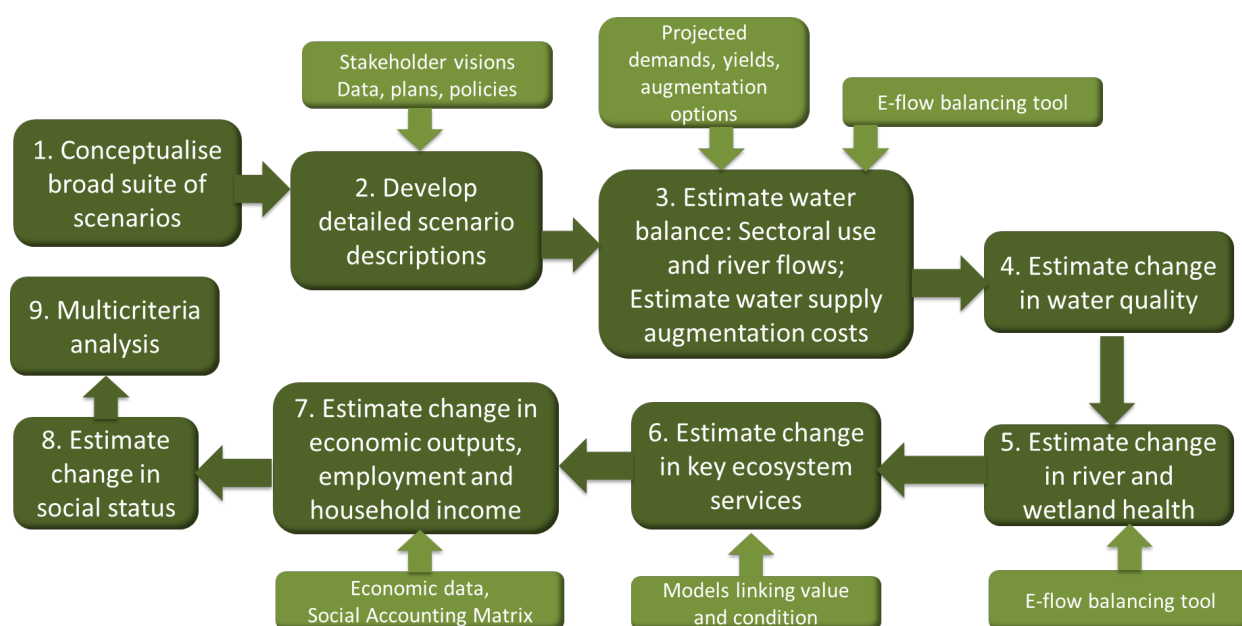 Stakeholder visions
Data, plans, policies
Projected
demands, yields,
augmentation
options
E-flow balancing tool
1. Conceptualise
broad suite of
scenarios
2. Develop
detailed scenario
descriptions
3. Estimate water
balance: Sectoral use
and river flows;
Estimate water supply
augmentation costs
4. Estimate change
in water quality
5. Estimate change
in river and
wetland health
E-flow balancing tool
6. Estimate change
in key ecosystem
services
Models linking value
and condition
7. Estimate change in
economic outputs,
employment and
household income
Economic data,
Social Accounting Matrix
8. Estimate
change in
social status
9. Multicriteria
analysis